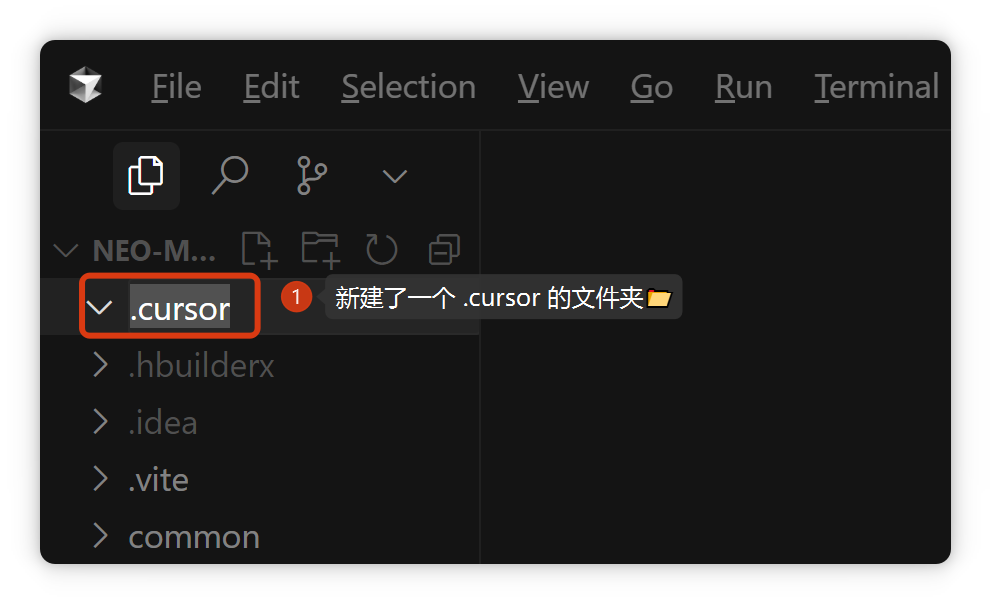 File Edit Selection View Go Run Terminal
NEO-M...
.cursor
1 新建了一个 .cursor 的文件夹📂
.hbuilderx
.idea
.vite
common